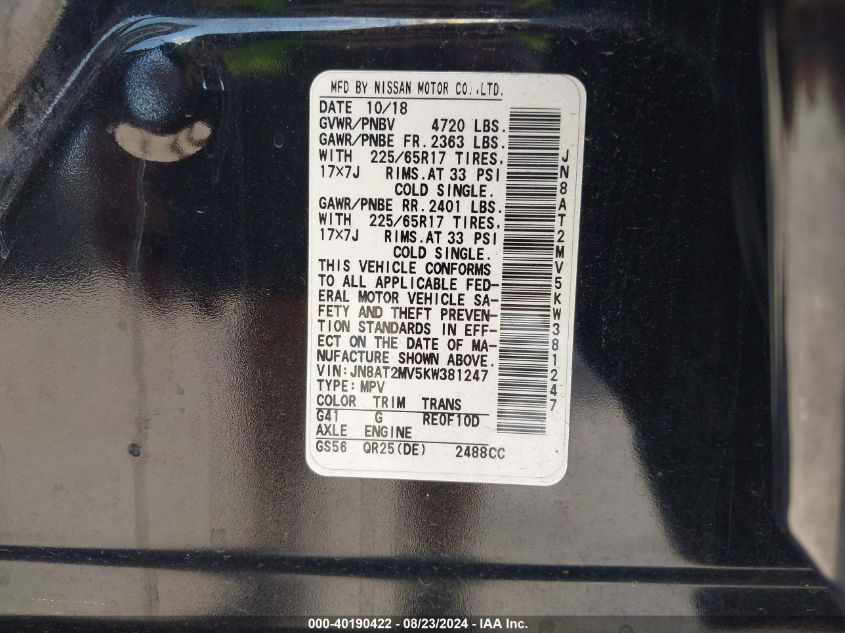 MFD BY NISSAN MOTOR CO.,LTD.
DATE 10/18
GVWR/PNBV 4720 LBS.
GAWR/PNBE FR. 2363 LBS.
WITH 225/65R17 TIRES,
17×7J RIMS.AT 33 PSI
COLD SINGLE.
GAWR/PNBE RR. 2401 LBS.
WITH 225/65R17 TIRES,
17×7J RIMS.AT 33 PSI
COLD SINGLE.
THIS VEHICLE CONFORMS
TO ALL APPLICABLE FED-
ERAL MOTOR VEHICLE SA-
FETY AND THEFT PREVEN-
TION STANDARDS IN EFF-
ECT ON THE DATE OF MA-
NUFACTURE SHOWN ABOVE.
VIN:JN8AT2MV5KW381247
TYPE:MPV
COLOR TRIM TRANS
G41 G RE0F10D
AXLE ENGINE
GS56 QR25(DE) 2488CC
JN8AT2MV5KW381247
000-40190422 - 08/23/2024 - IAA Inc.